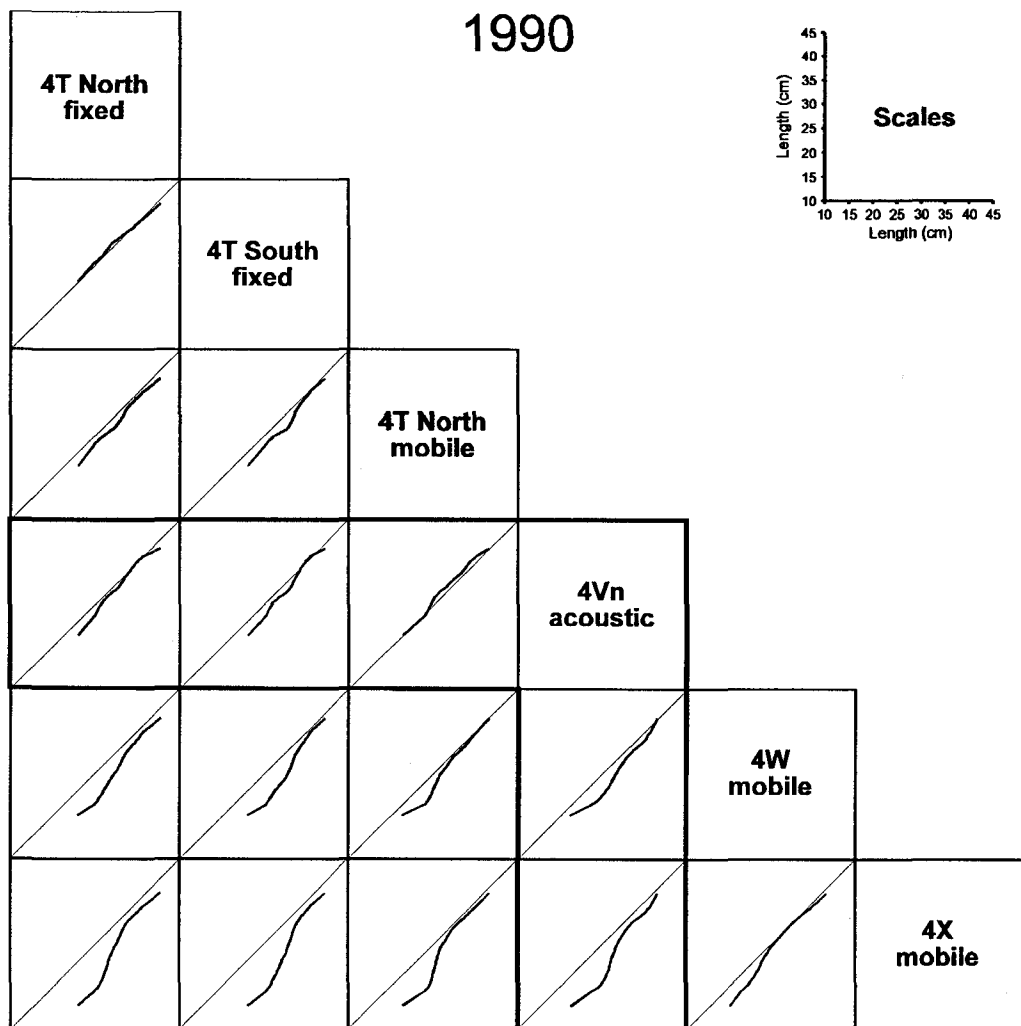 1990
4T North
fixed
45
40
35
30
25
20
15
10
Length (cm)
Scales
10 15 20 25 30 35 40 45
Length (cm)
4T South
fixed
4T North
mobile
4Vn
acoustic
4W
mobile
4X
mobile